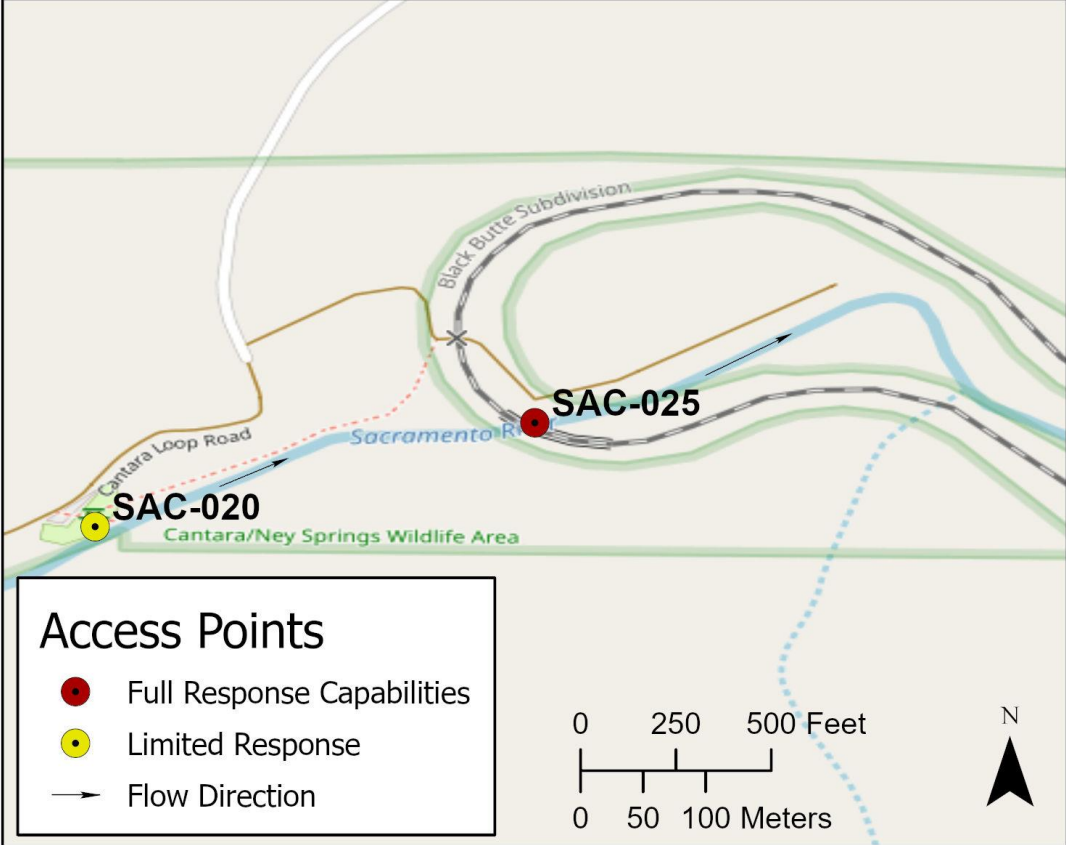 Black Butte Subdivision
SAC-025
Sacramento River
Cantara Loop Road
SAC-020
Cantara/Ney Springs Wildlife Area
Access Points
Full Response Capabilities
Limited Response
Flow Direction
0 250 500 Feet
0 50 100 Meters
N